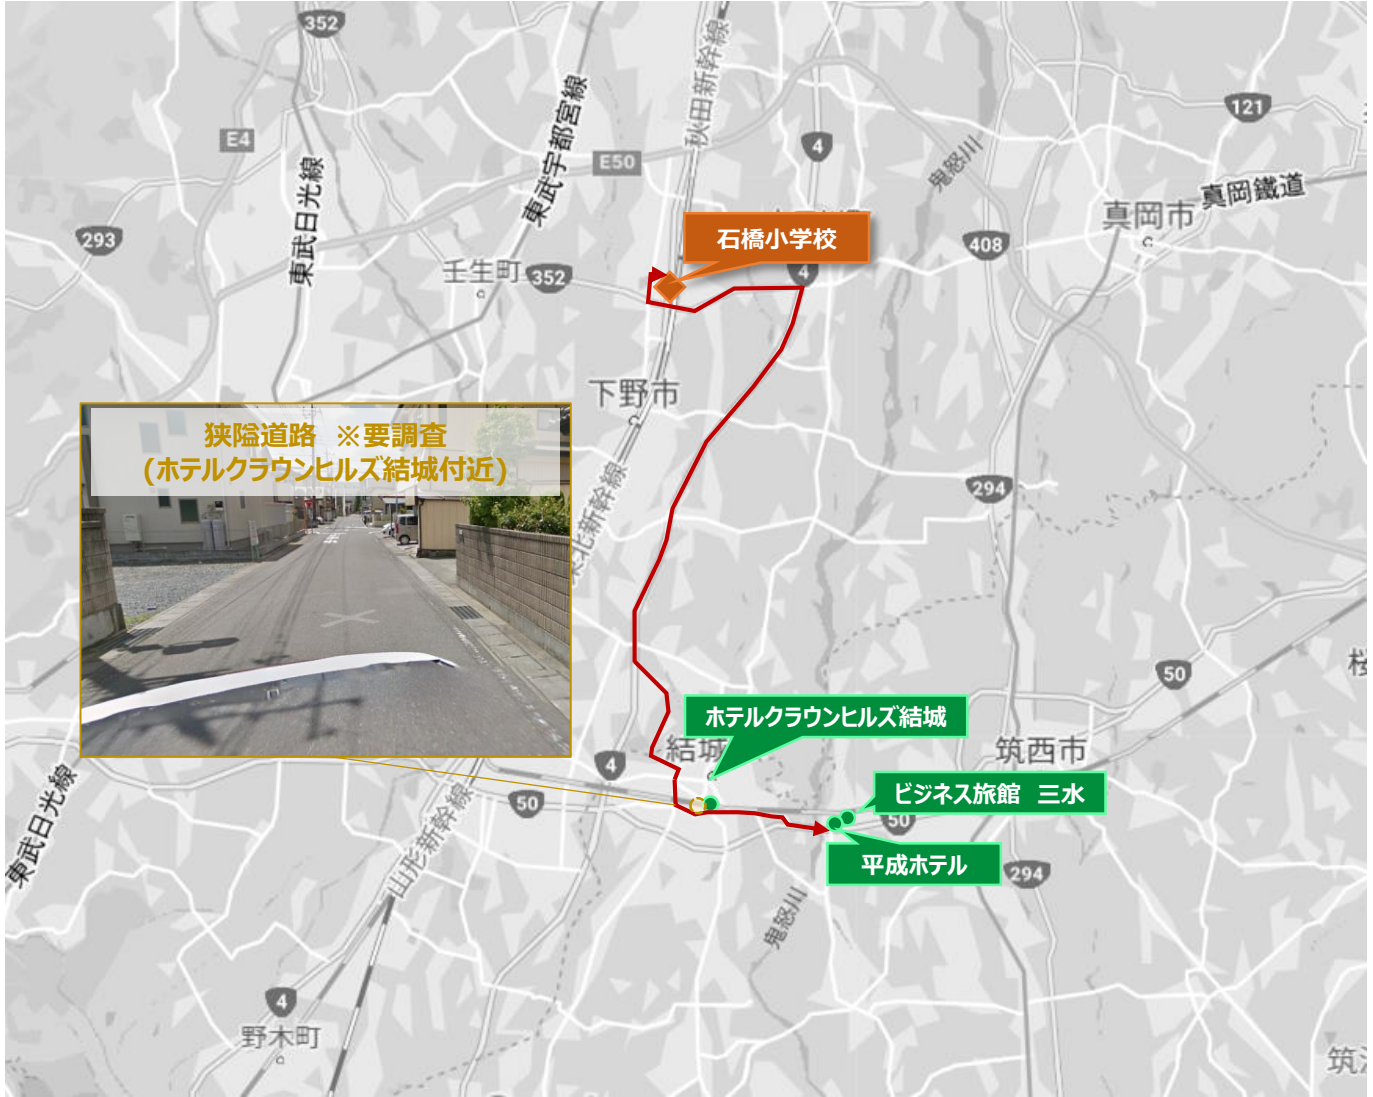 352
秋田新幹線
東武宇都宮線
E4
E50
4
121
鬼怒川
東武日光線
真岡鐵道
真岡市
293
石橋小学校
408
壬生町
352
4
下野市
狭隘道路 ※要調査
(ホテルクラウンヒルズ結城付近)
294
北新幹線
50
ホテルクラウンヒルズ結城
結城
筑西市
4
50
ビジネス旅館 三水
50
東武日光線
山形新幹線
平成ホテル
294
鬼怒川
4
野木町